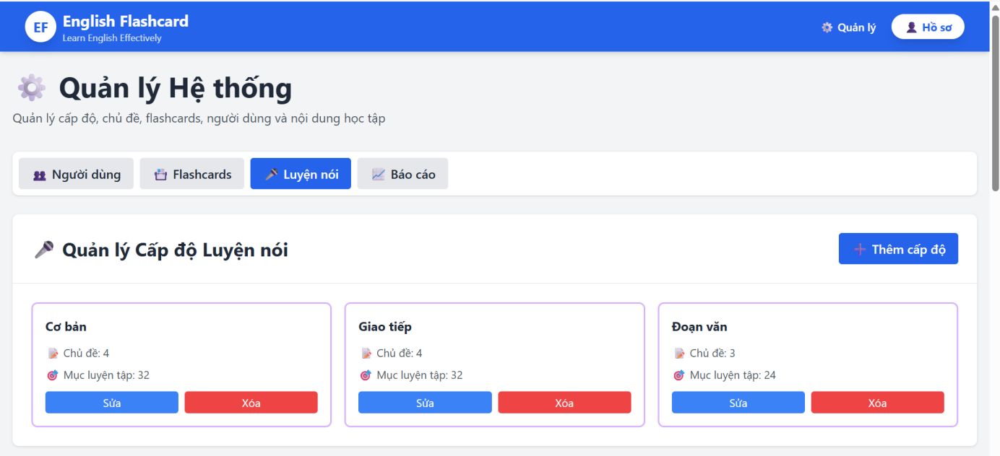 EF
English Flashcard
Learn English Effectively
Quản lý
Hồ sơ
Quản lý Hệ thống
Quản lý cấp độ, chủ đề, flashcards, người dùng và nội dung học tập
Người dùng
Flashcards
Luyện nói
Báo cáo
Quản lý Cấp độ Luyện nói
Thêm cấp độ
Cơ bản
Chủ đề: 4
Mục luyện tập: 32
Sửa
Xóa
Giao tiếp
Chủ đề: 4
Mục luyện tập: 32
Sửa
Xóa
Đoạn văn
Chủ đề: 3
Mục luyện tập: 24
Sửa
Xóa